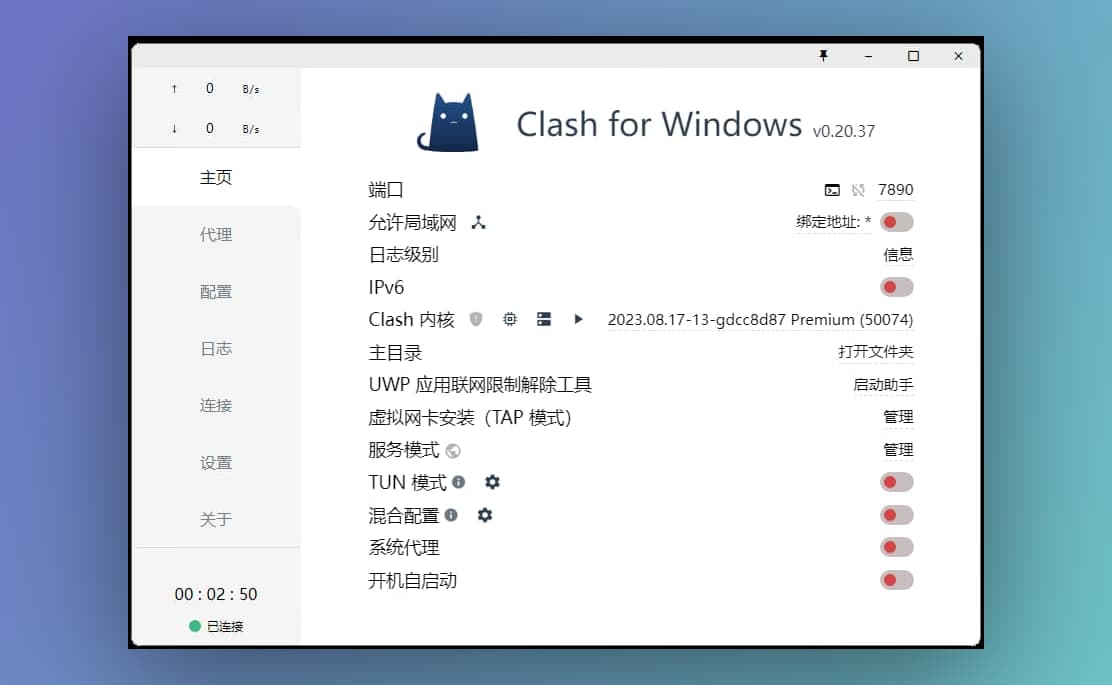 ↑ 0 B/s
↓ 0 B/s
主页
代理
配置
日志
连接
设置
关于
00 : 02 : 50
已连接
Clash for Windows v0.20.37
端口 7890
允许局域网 绑定地址: *
日志级别 信息
IPv6
Clash 内核 2023.08.17-13-gdcc8d87 Premium (50074)
主目录 打开文件夹
UWP 应用联网限制解除工具 启动助手
虚拟网卡安装（TAP 模式） 管理
服务模式 管理
TUN 模式
混合配置
系统代理
开机自启动